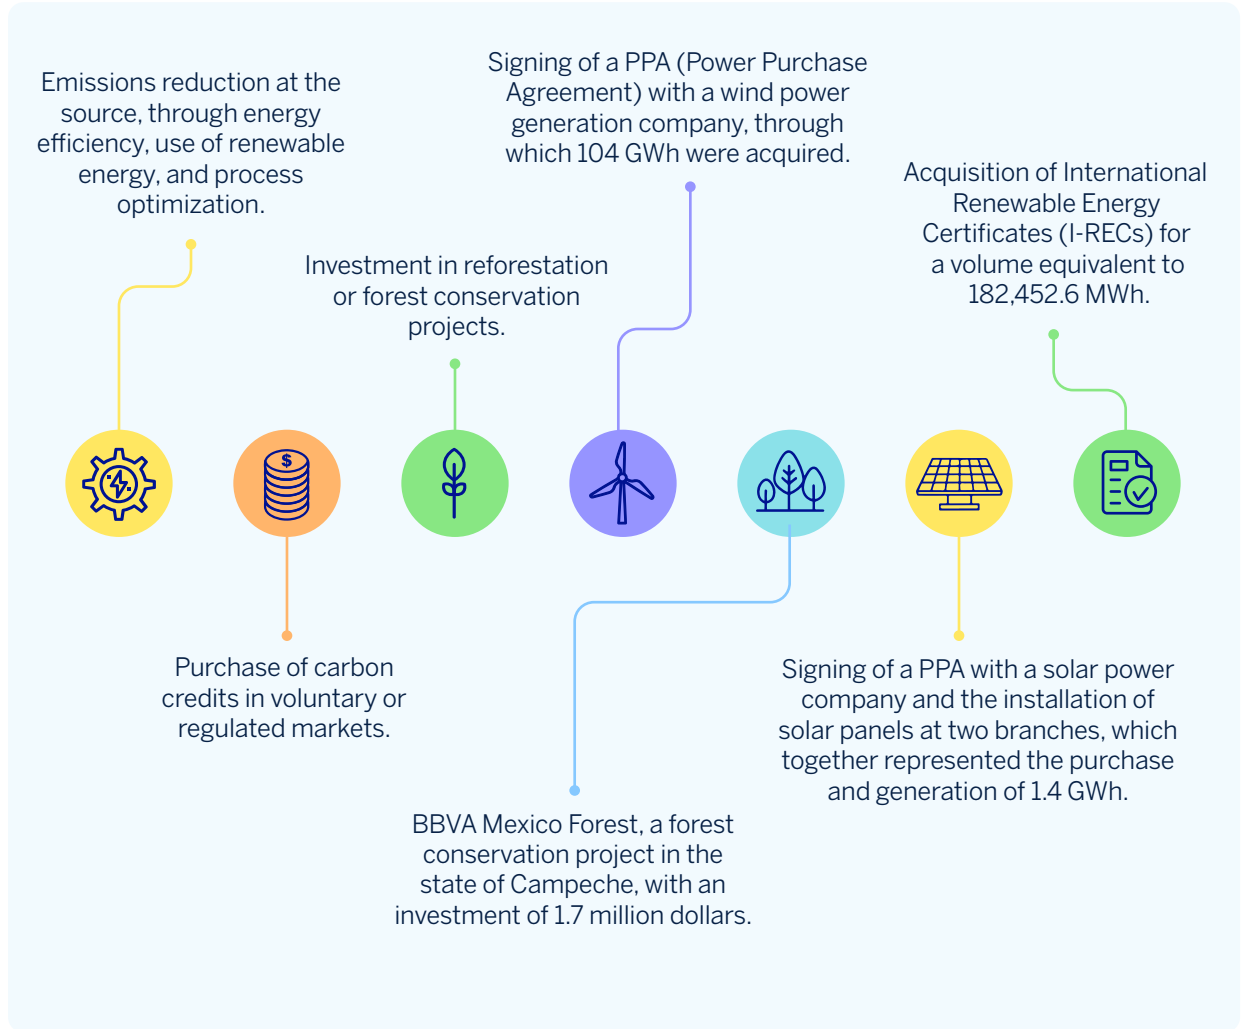 Emissions reduction at the
source, through energy
efficiency, use of renewable
energy, and process
optimization.
$
Purchase of carbon
credits in voluntary or
regulated markets.
Investment in reforestation
or forest conservation
projects.
Signing of a PPA (Power Purchase
Agreement) with a wind power
generation company, through
which 104 GWh were acquired.
BBVA Mexico Forest, a forest
conservation project in the
state of Campeche, with an
investment of 1.7 million dollars.
Signing of a PPA with a solar power
company and the installation of
solar panels at two branches, which
together represented the purchase
and generation of 1.4 GWh.
Acquisition of International
Renewable Energy
Certificates (I-RECs) for
a volume equivalent to
182,452.6 MWh.